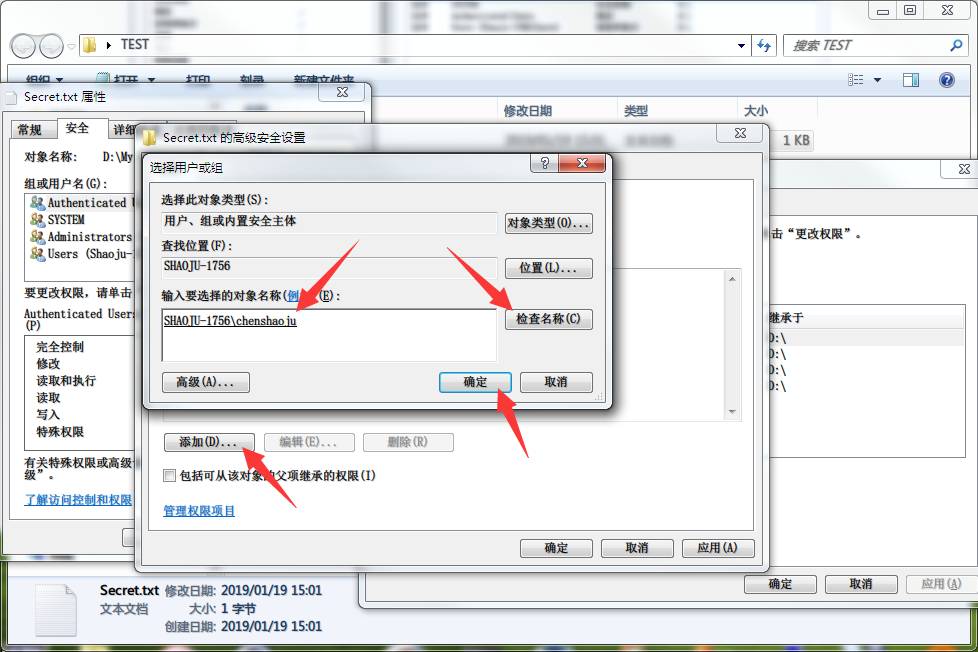 TEST
搜索 TEST
组织
打开
打印
刻录
新建文件夹
修改日期
类型
大小
1 KB
Secret.txt 属性
常规
安全
对象名称:
D:\My
组或用户名(G):
Authenticated
SYSTEM
Administrators
Users (Shaoju-
要更改权限，请单击
Authenticated Users
(P)
完全控制
修改
读取和执行
读取
写入
特殊权限
有关特殊权限或高级
级”。
了解访问控制和权限
Secret.txt 的高级安全设置
选择用户或组
选择此对象类型(S):
用户、组或内置安全主体
对象类型(O)...
查找位置(F):
SHAOJU-1756
位置(L)...
输入要选择的对象名称(例
(E):
SHAOJU-1756\chenshaoju
检查名称(C)
高级(A)...
确定
取消
添加(D)...
编辑(E)...
删除(R)
包括可从该对象的父项继承的权限(I)
管理权限项目
确定
取消
应用(A)
击“更改权限”。
继承于
D:\
D:\
D:\
D:\
确定
取消
应用(A)
Secret.txt
修改日期: 2019/01/19 15:01
文本文档
大小: 1 字节
创建日期: 2019/01/19 15:01